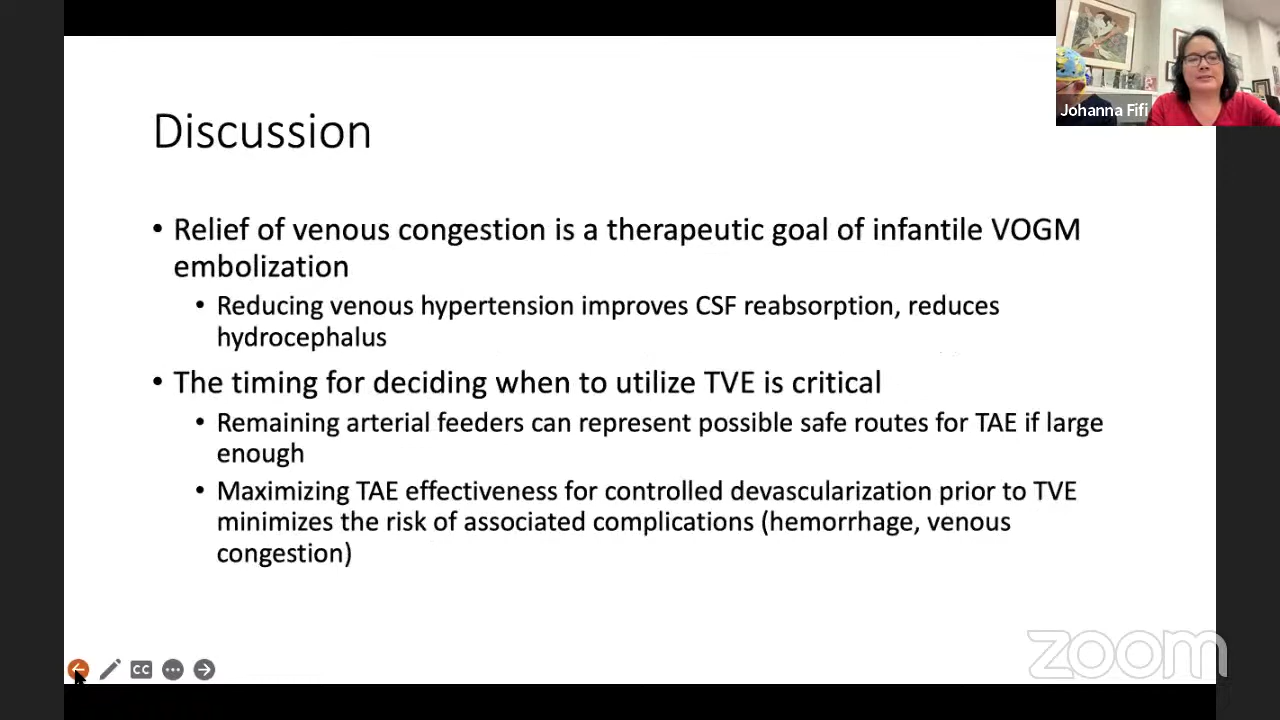 Johanna Fifi
Discussion
• Relief of venous congestion is a therapeutic goal of infantile VOGM
embolization
• Reducing venous hypertension improves CSF reabsorption, reduces
hydrocephalus
• The timing for deciding when to utilize TVE is critical
• Remaining arterial feeders can represent possible safe routes for TAE if large
enough
• Maximizing TAE effectiveness for controlled devascularization prior to TVE
minimizes the risk of associated complications (hemorrhage, venous
congestion)
CC
zoom